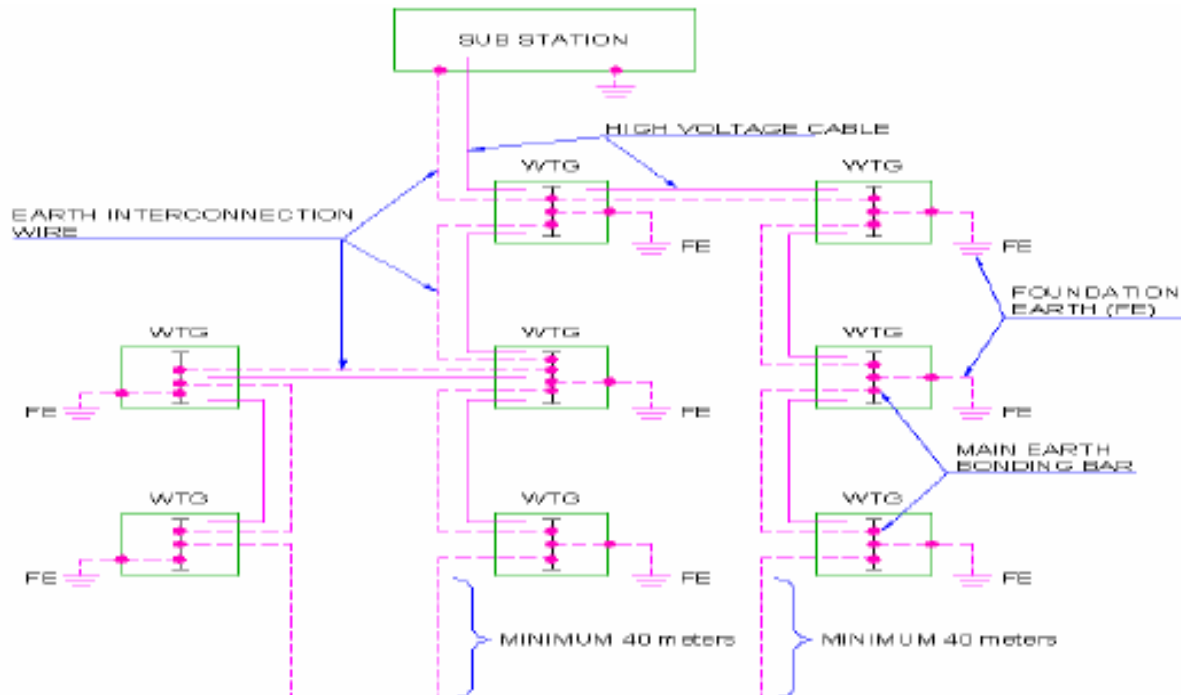 SUB STATION
HIGH VOLTAGE CABLE
WTG
WTG
EARTH INTERCONNECTION
WIRE
FE
FE
FOUNDATION
EARTH (FE)
WTG
WTG
WTG
FE
FE
FE
MAIN EARTH
BONDING BAR
WTG
WTG
WTG
FE
FE
FE
MINIMUM 40 meters
MINIMUM 40 meters